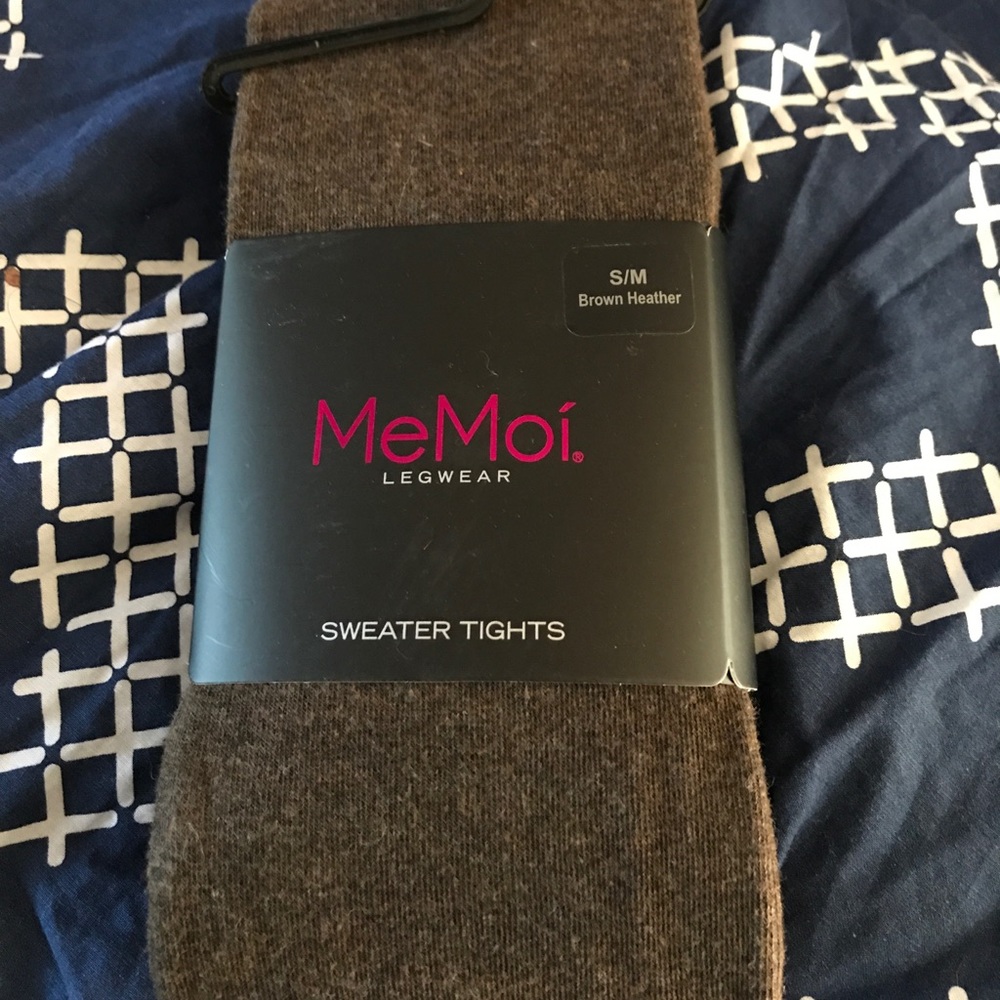 S/M
Brown Heather
MeMoí®
LEGWEAR
SWEATER TIGHTS